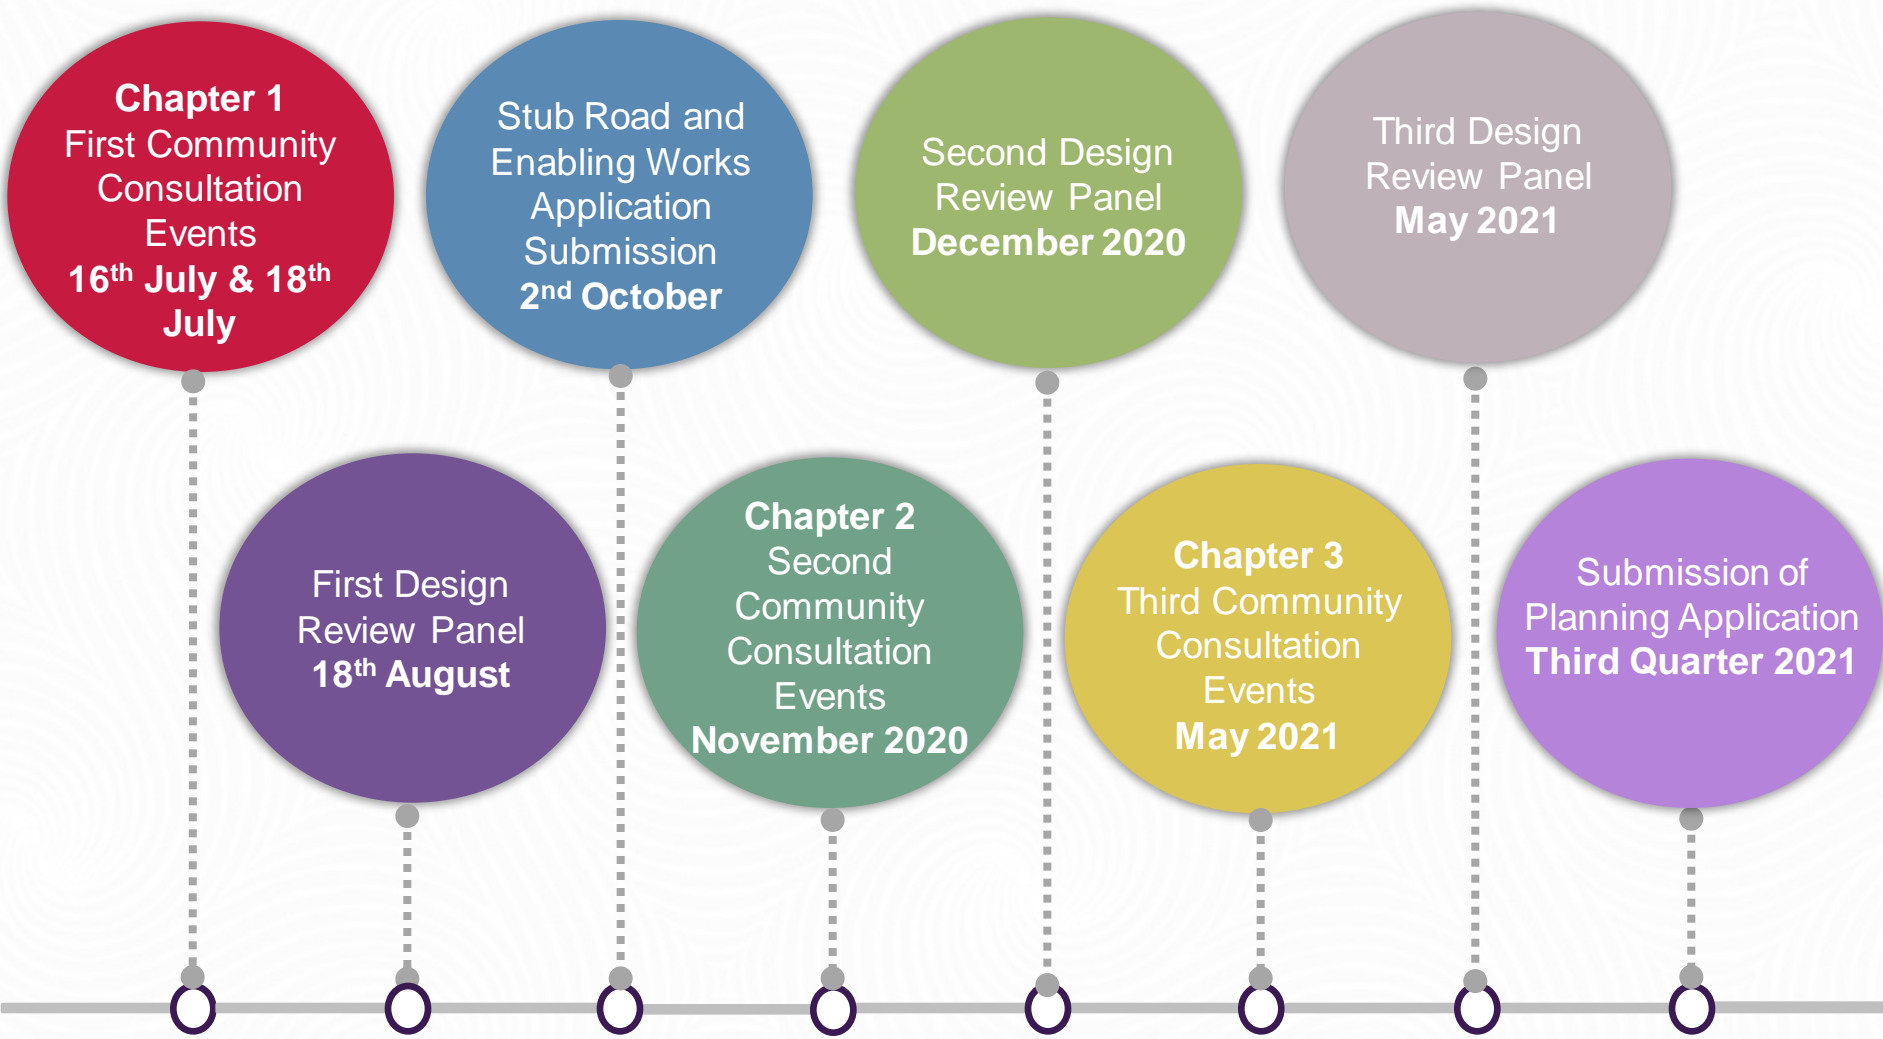 Chapter 1
First Community
Consultation
Events
16th July & 18th
July
First Design
Review Panel
18th August
Stub Road and
Enabling Works
Application
Submission
2nd October
Chapter 2
Second
Community
Consultation
Events
November 2020
Second Design
Review Panel
December 2020
Chapter 3
Third Community
Consultation
Events
May 2021
Third Design
Review Panel
May 2021
Submission of
Planning Application
Third Quarter 2021